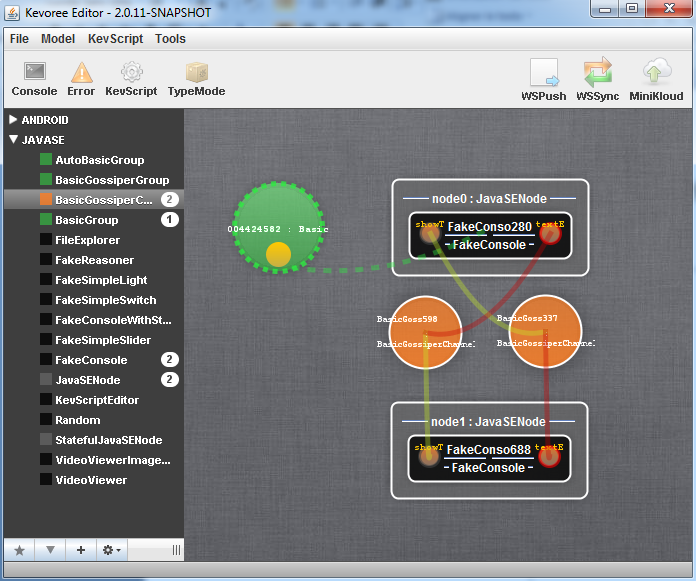 Kevoree Editor - 2.0.11-SNAPSHOT
File Model KevScript Tools
Console Error KevScript TypeMode WSPush WSSync MiniKloud
ANDROID
JAVASE
AutoBasicGroup
BasicGossiperGroup
BasicGossiperC... 2
BasicGroup 1
FileExplorer
FakeReasoner
FakeSimpleLight
FakeSimpleSwitch
FakeConsoleWithSt...
FakeSimpleSlider
FakeConsole 2
JavaSENode 2
KevScriptEditor
Random
StatefulJavaSENode
VideoViewerImage...
VideoViewer
004424582 : Basic
node0 : JavaSENode
showT FakeConso280 textE
FakeConsole
BasicGoss598
BasicGossiperChannel
BasicGoss337
BasicGossiperChannel
node1 : JavaSENode
showT FakeConso688 textE
FakeConsole